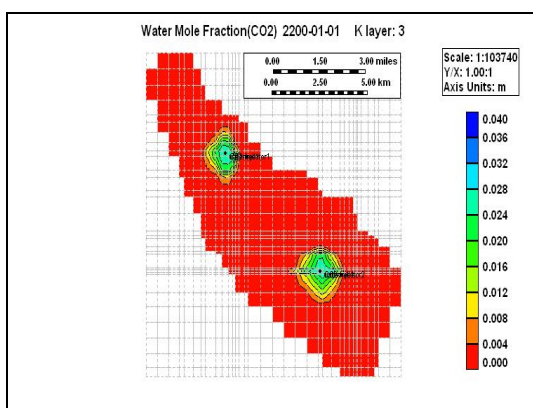 Water Mole Fraction(CO2) 2200-01-01 K layer: 3
0.00 1.50 3.00 miles
0.00 2.50 5.00 km
Scale: 1:103740
Y/X: 1.00:1
Axis Units: m
0.040
0.036
0.032
0.028
0.024
0.020
0.016
0.012
0.008
0.004
0.000